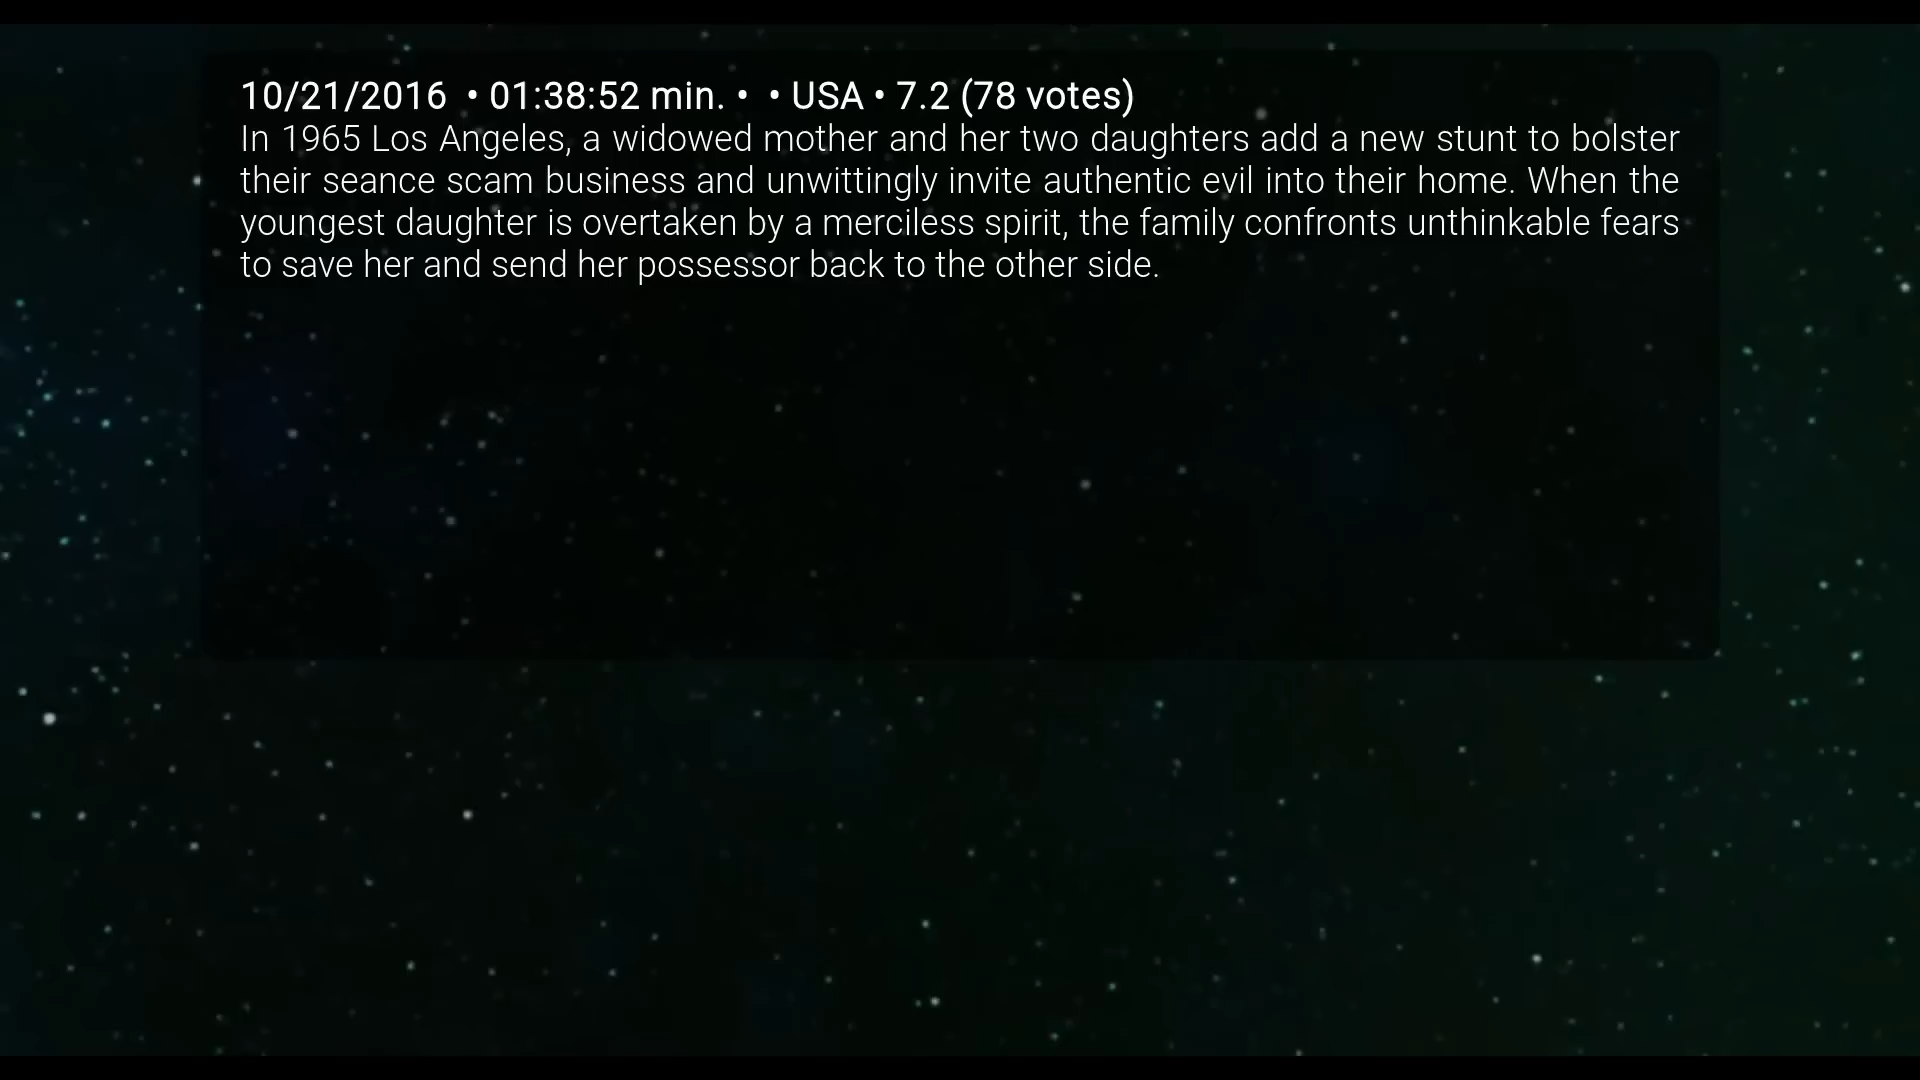 10/21/2016 • 01:38:52 min. • • USA • 7.2 (78 votes)
In 1965 Los Angeles, a widowed mother and her two daughters add a new stunt to bolster
their seance scam business and unwittingly invite authentic evil into their home. When the
youngest daughter is overtaken by a merciless spirit, the family confronts unthinkable fears
to save her and send her possessor back to the other side.